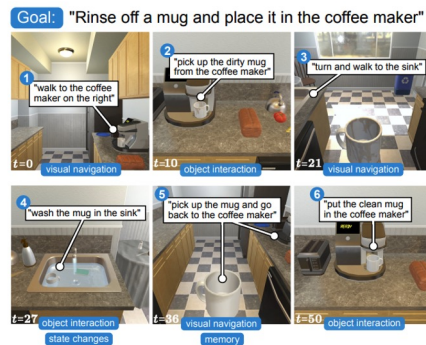 Goal: "Rinse off a mug and place it in the coffee maker"
1
"walk to the coffee
maker on the right"
t=0
visual navigation
2
"pick up the dirty mug
from the coffee maker"
t=10
object interaction
3
"turn and walk to the sink"
t=21
visual navigation
4
"wash the mug in the sink"
t=27
object interaction
state changes
5
"pick up the mug and go
back to the coffee maker"
t=36
visual navigation
memory
6
"put the clean mug
in the coffee maker"
t=50
object interaction